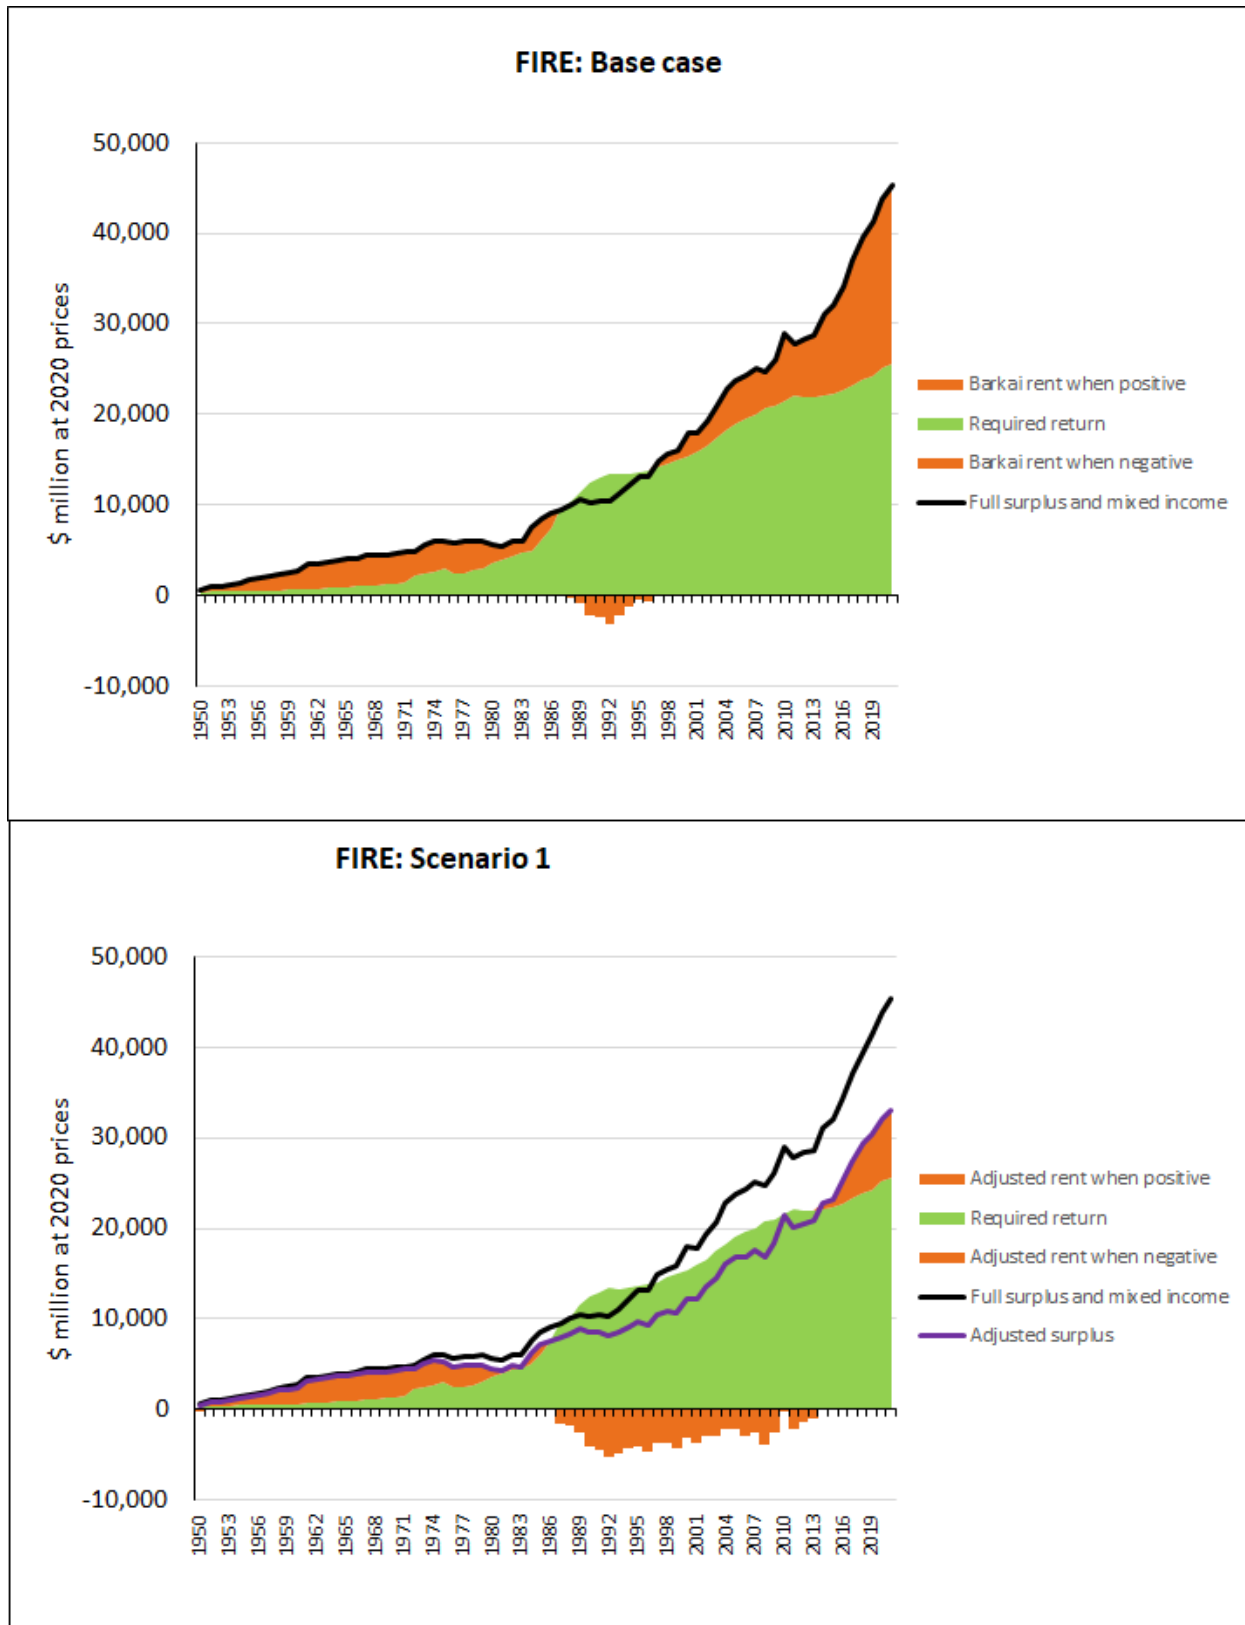 FIRE: Base case
$ million at 2020 prices
50,000
40,000
30,000
20,000
10,000
0
-10,000
1950 1953 1956 1959 1962 1965 1968 1971 1974 1977 1980 1983 1986 1989 1992 1995 1998 2001 2004 2007 2010 2013 2016 2019
Barkai rent when positive
Required return
Barkai rent when negative
Full surplus and mixed income
FIRE: Scenario 1
$ million at 2020 prices
50,000
40,000
30,000
20,000
10,000
0
-10,000
1950 1953 1956 1959 1962 1965 1968 1971 1974 1977 1980 1983 1986 1989 1992 1995 1998 2001 2004 2007 2010 2013 2016 2019
Adjusted rent when positive
Required return
Adjusted rent when negative
Full surplus and mixed income
Adjusted surplus